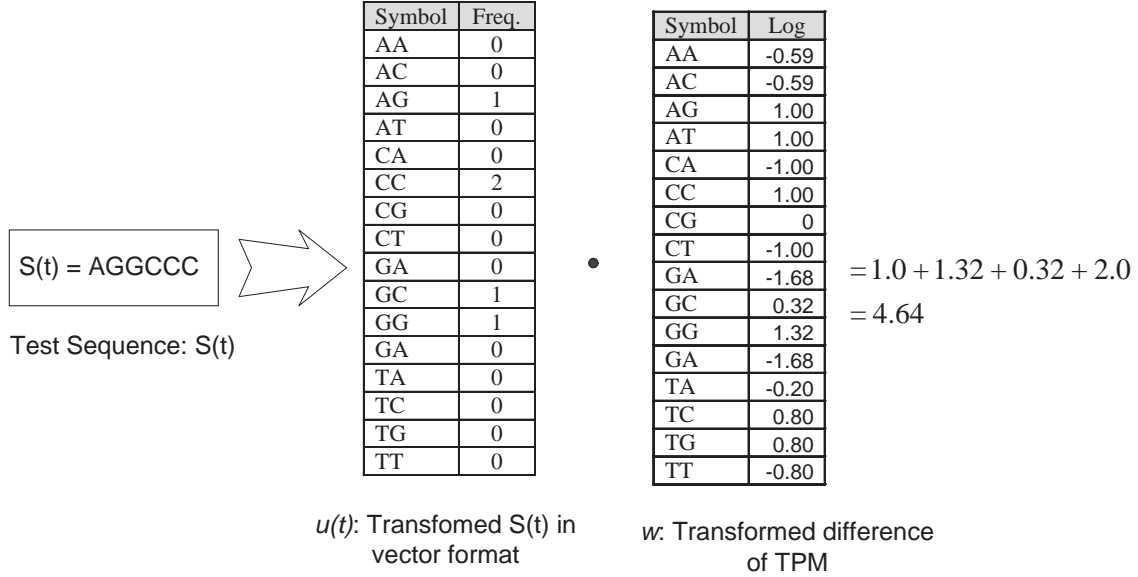 S(t) = AGGCCC
Test Sequence: S(t)
Symbol Freq.
AA 0
AC 0
AG 1
AT 0
CA 0
CC 2
CG 0
CT 0
GA 0
GC 1
GG 1
GA 0
TA 0
TC 0
TG 0
TT 0
u(t): Transfomed S(t) in
vector format
•
Symbol Log
AA -0.59
AC -0.59
AG 1.00
AT 1.00
CA -1.00
CC 1.00
CG 0
CT -1.00
GA -1.68
GC 0.32
GG 1.32
GA -1.68
TA -0.20
TC 0.80
TG 0.80
TT -0.80
w: Transformed difference
of TPM
= 1.0 + 1.32 + 0.32 + 2.0
= 4.64